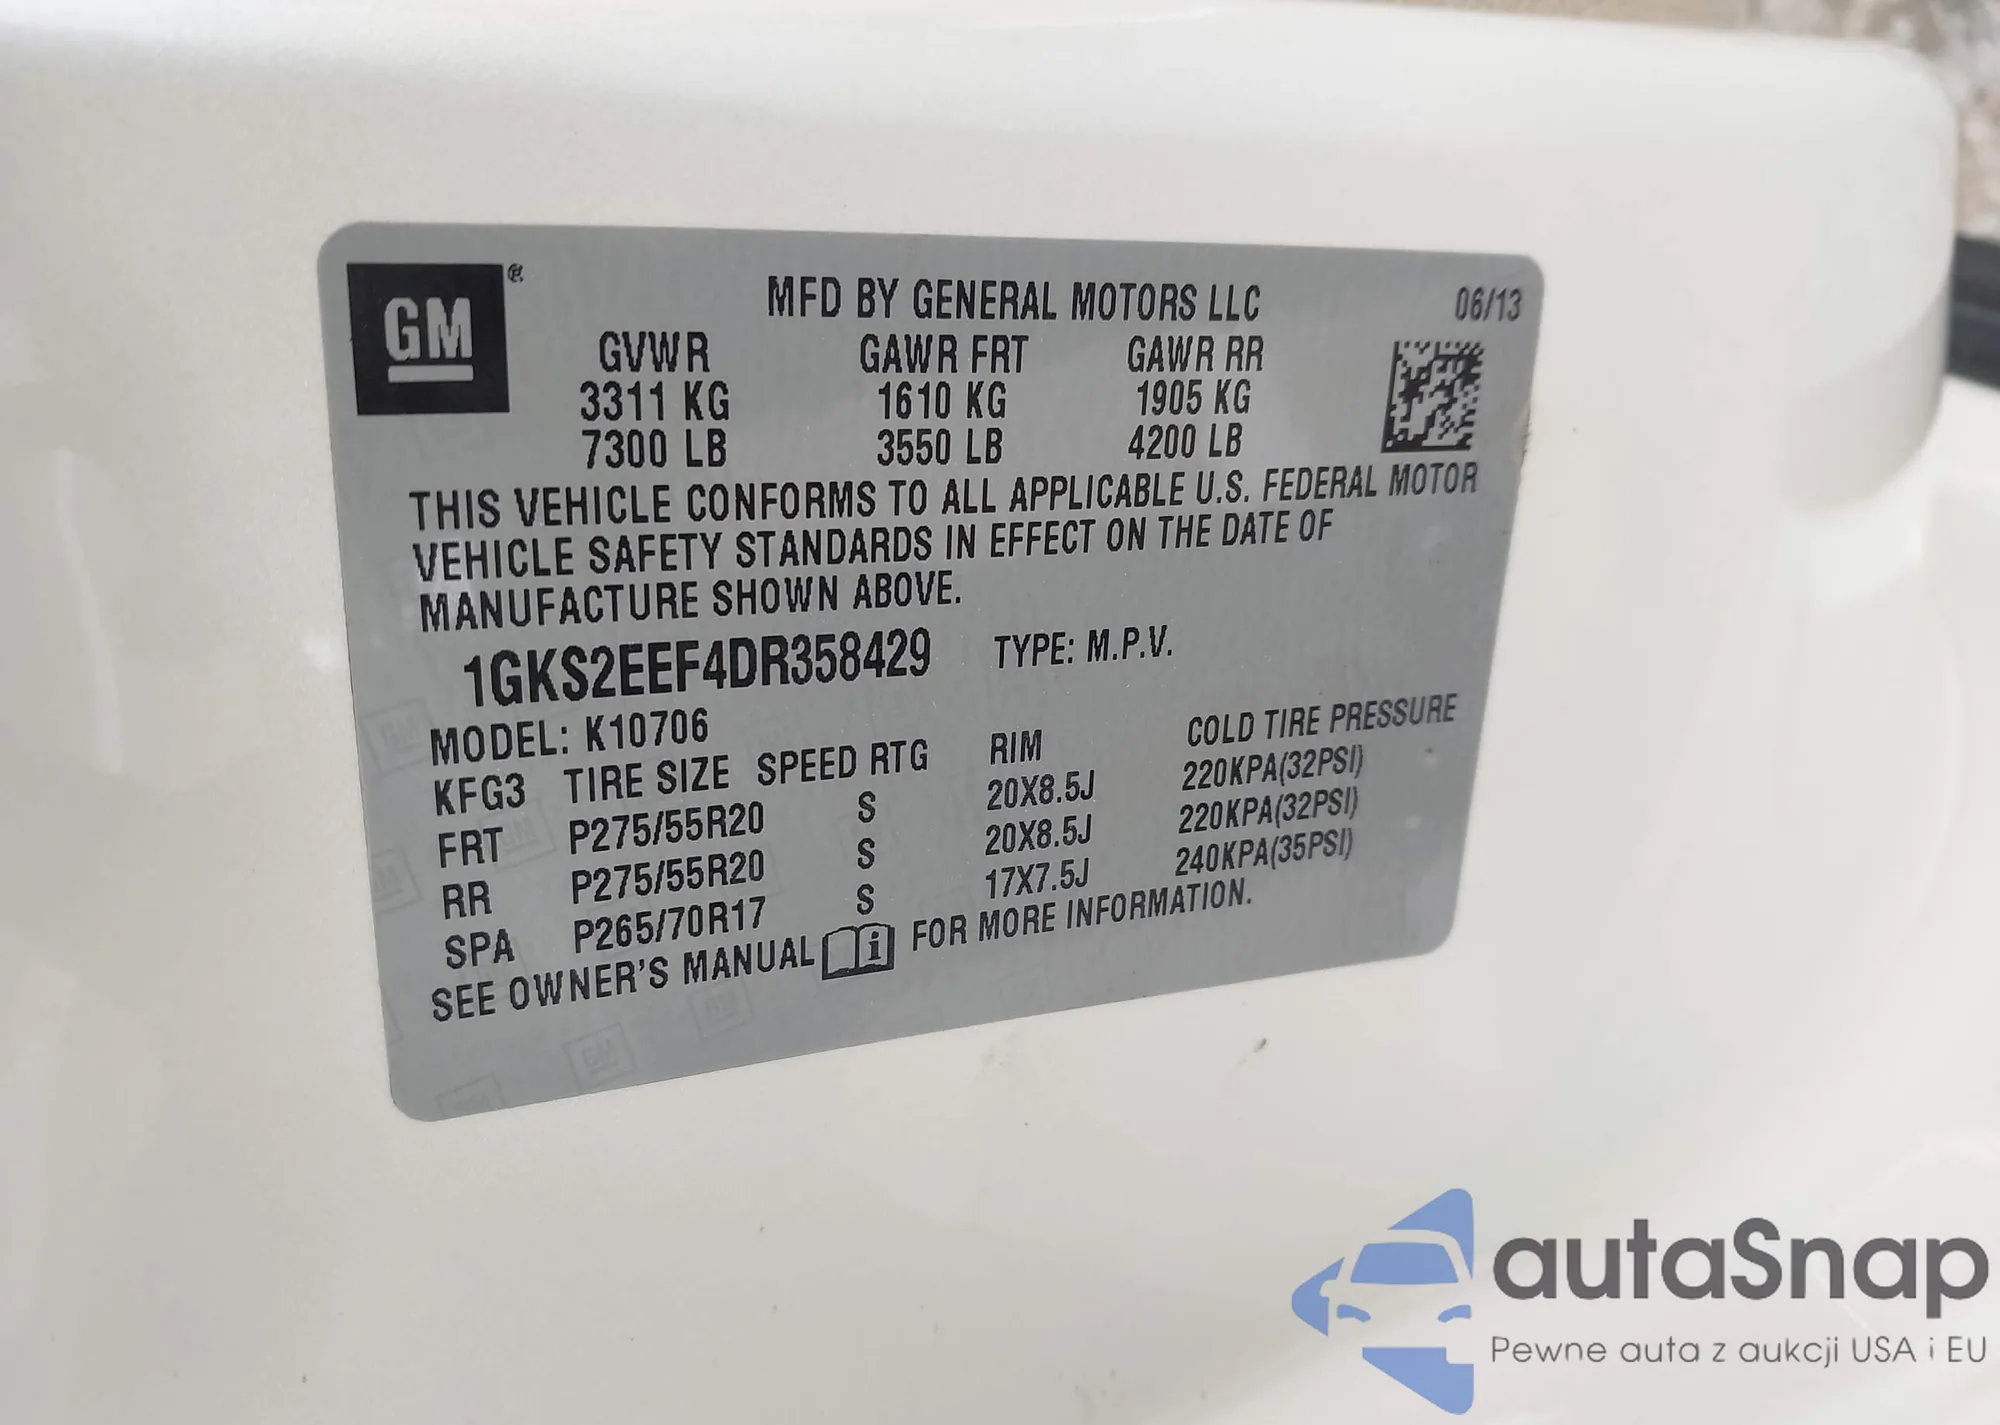 GM ®
MFD BY GENERAL MOTORS LLC 06/13
GVWR GAWR FRT GAWR RR
3311 KG 1610 KG 1905 KG
7300 LB 3550 LB 4200 LB
THIS VEHICLE CONFORMS TO ALL APPLICABLE U.S. FEDERAL MOTOR
VEHICLE SAFETY STANDARDS IN EFFECT ON THE DATE OF
MANUFACTURE SHOWN ABOVE.
1GKS2EEF4DR358429 TYPE: M.P.V.
MODEL: K10706
KFG3 TIRE SIZE SPEED RTG RIM COLD TIRE PRESSURE
FRT P275/55R20 S 20X8.5J 220KPA(32PSI)
RR P275/55R20 S 20X8.5J 220KPA(32PSI)
SPA P265/70R17 S 17X7.5J 240KPA(35PSI)
SEE OWNER'S MANUAL i FOR MORE INFORMATION.
autaSnap
Pewne auta z aukcji USA i EU